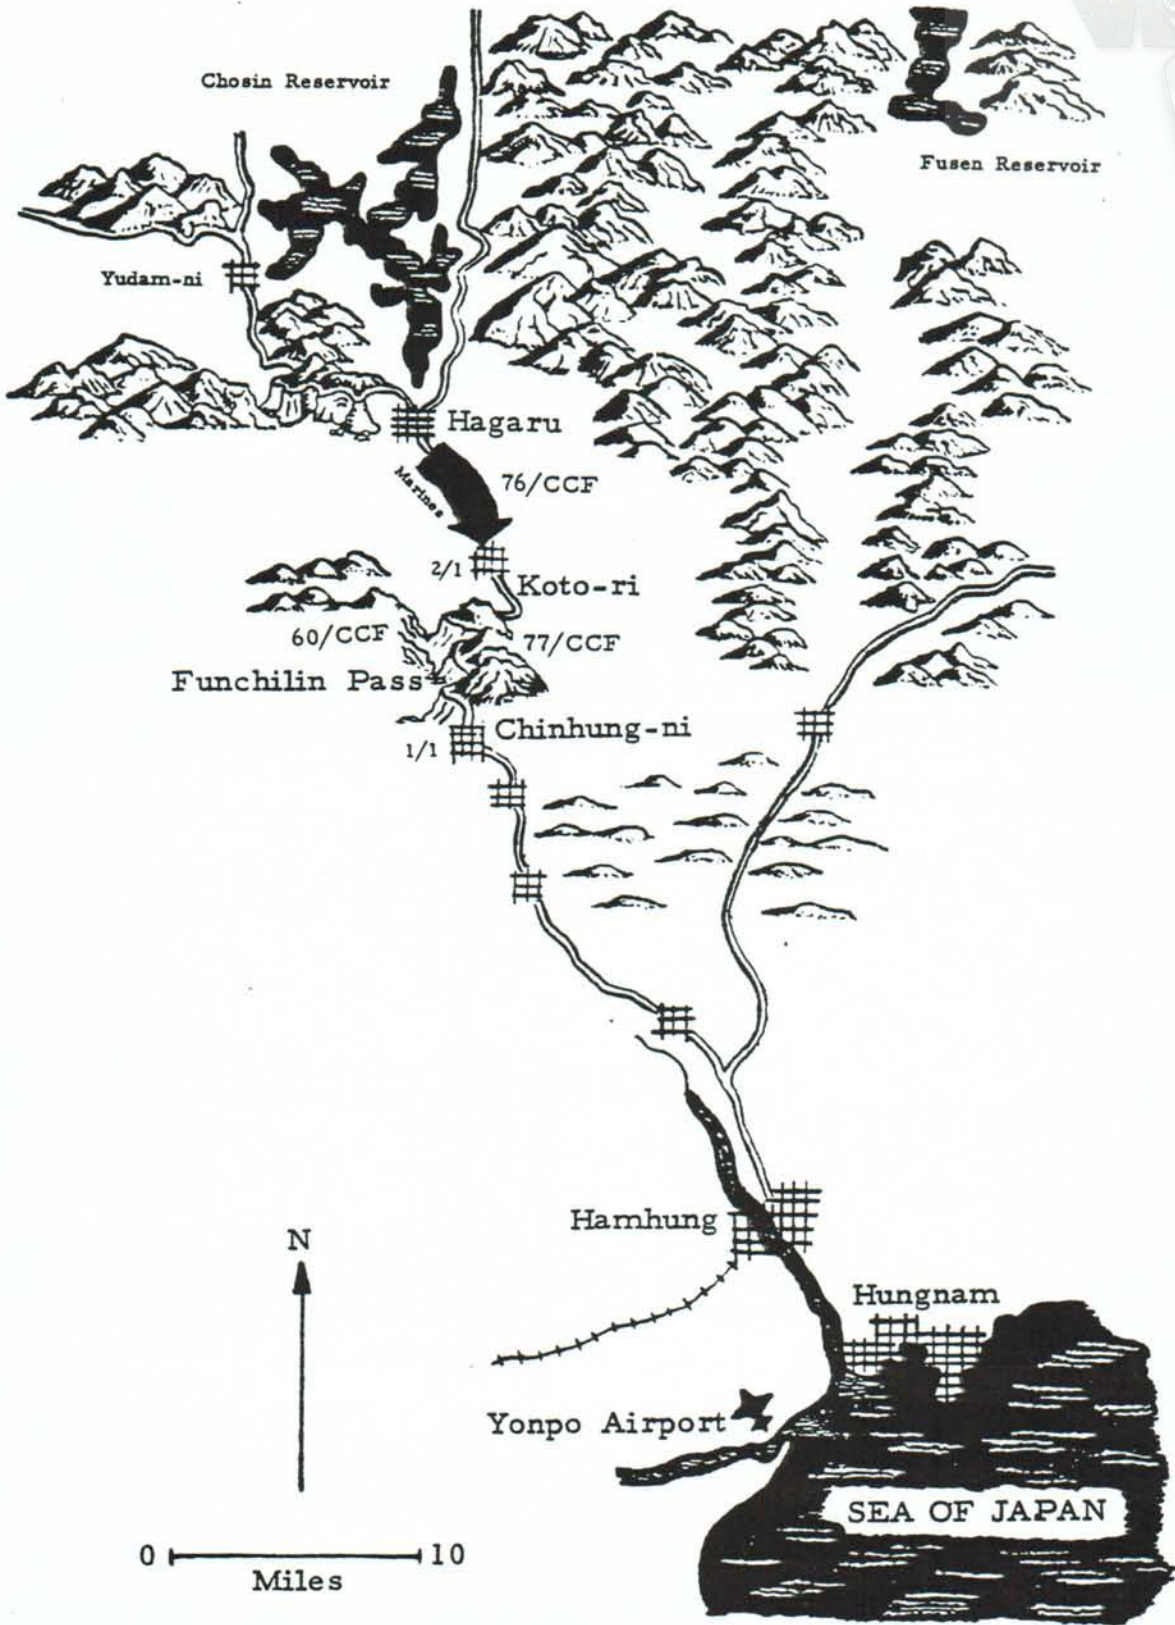 Chosin Reservoir
Fusen Reservoir
Yudam-ni
Hagaru
Marines
76/CCF
2/1
Koto-ri
60/CCF
77/CCF
Funchilin Pass
Chinhung-ni
1/1
Hamhung
N
Hungnam
Yonpo Airport
SEA OF JAPAN
0 10
Miles